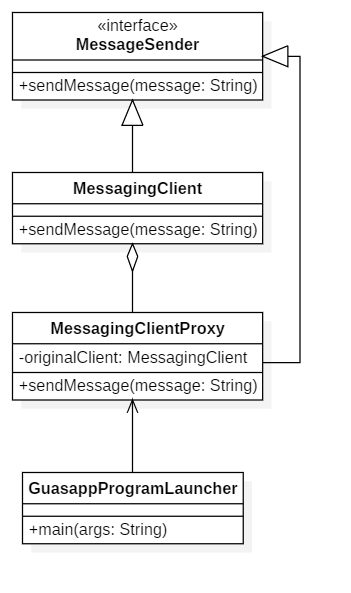 «interface»
MessageSender
+sendMessage(message: String)
MessagingClient
+sendMessage(message: String)
MessagingClientProxy
-originalClient: MessagingClient
+sendMessage(message: String)
GuasappProgramLauncher
+main(args: String)